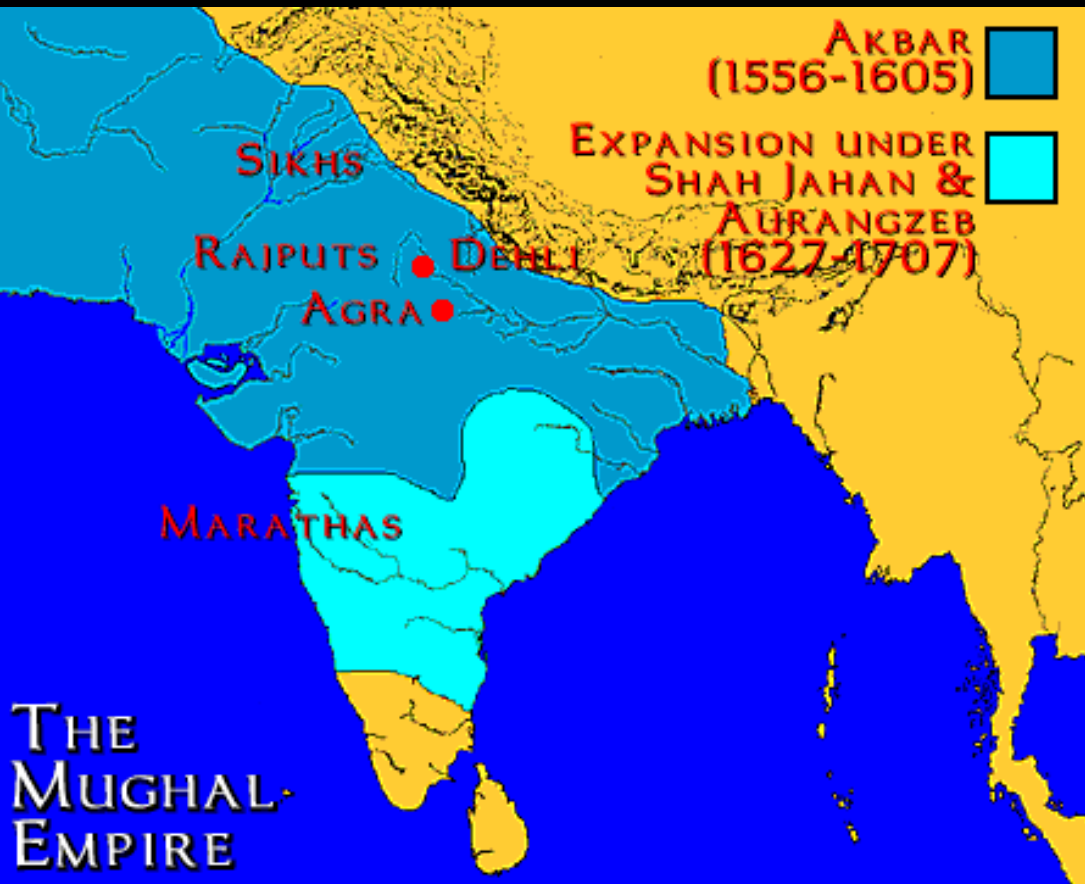 AKBAR
(1556-1605)
EXPANSION UNDER
SHAH JAHAN &
AURANGZEB
(1627-1707)
SIKHS
RAJPUTS
DEHLI
AGRA
MARATHAS
THE
MUGHAL
EMPIRE